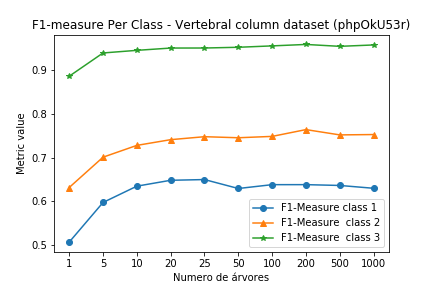 F1-measure Per Class - Vertebral column dataset (phpOkU53r)
Metric value
0.9
0.8
0.7
0.6
0.5
1 5 10 20 25 50 100 200 500 1000
Numero de árvores
F1-Measure class 1
F1-Measure class 2
F1-Measure class 3